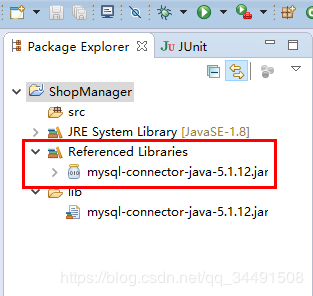 Package Explorer JUnit
ShopManager
src
JRE System Library [JavaSE-1.8]
Referenced Libraries
mysql-connector-java-5.1.12.jar
lib
mysql-connector-java-5.1.12.jar
https://blog.csdn.net/qq_34491508